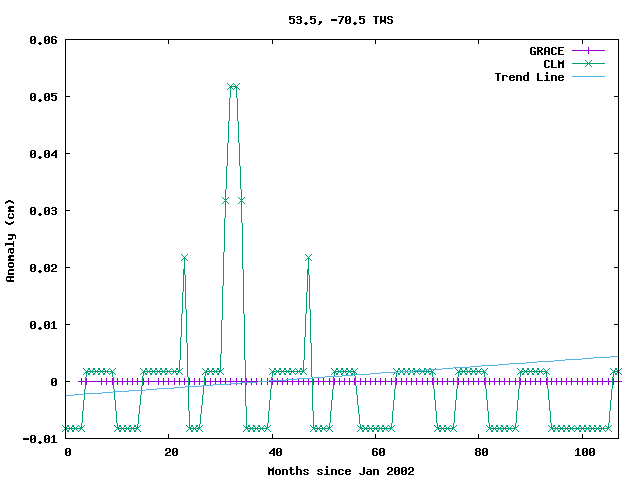 53.5, -70.5 TWS
GRACE
CLM
Trend Line
0.06
0.05
0.04
0.03
0.02
0.01
0
-0.01
Anomaly (cm)
0 20 40 60 80 100
Months since Jan 2002